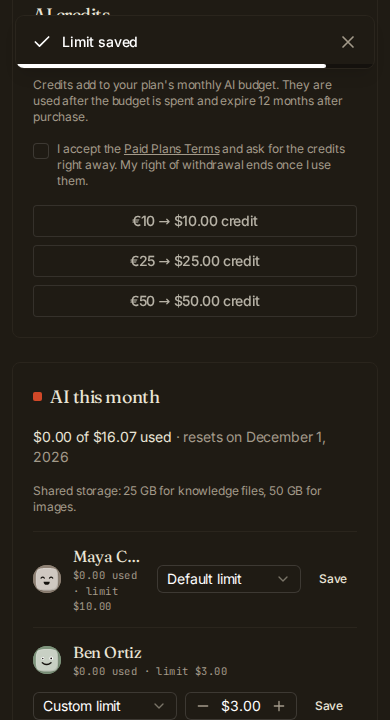 AI credits
Limit saved
Credits add to your plan's monthly AI budget. They are
used after the budget is spent and expire 12 months after
purchase.
I accept the Paid Plans Terms and ask for the credits
right away. My right of withdrawal ends once I use
them.
€10 → $10.00 credit
€25 → $25.00 credit
€50 → $50.00 credit
AI this month
$0.00 of $16.07 used · resets on December 1,
2026
Shared storage: 25 GB for knowledge files, 50 GB for
images.
Maya C...
$0.00 used
· limit
$10.00
Default limit
Save
Ben Ortiz
$0.00 used · limit $3.00
Custom limit
− $3.00 +
Save